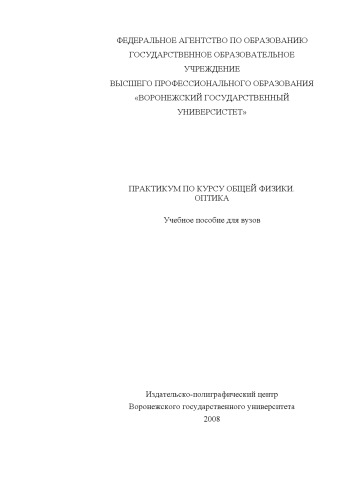 ФЕДЕРАЛЬНОЕ АГЕНТСТВО ПО ОБРАЗОВАНИЮ
ГОСУДАРСТВЕННОЕ ОБРАЗОВАТЕЛЬНОЕ
УЧРЕЖДЕНИЕ
ВЫСШЕГО ПРОФЕССИОНАЛЬНОГО ОБРАЗОВАНИЯ
«ВОРОНЕЖСКИЙ ГОСУДАРСТВЕННЫЙ
УНИВЕРСИТЕТ»
ПРАКТИКУМ ПО КУРСУ ОБЩЕЙ ФИЗИКИ.
ОПТИКА
Учебное пособие для вузов
Издательско-полиграфический центр
Воронежского государственного университета
2008